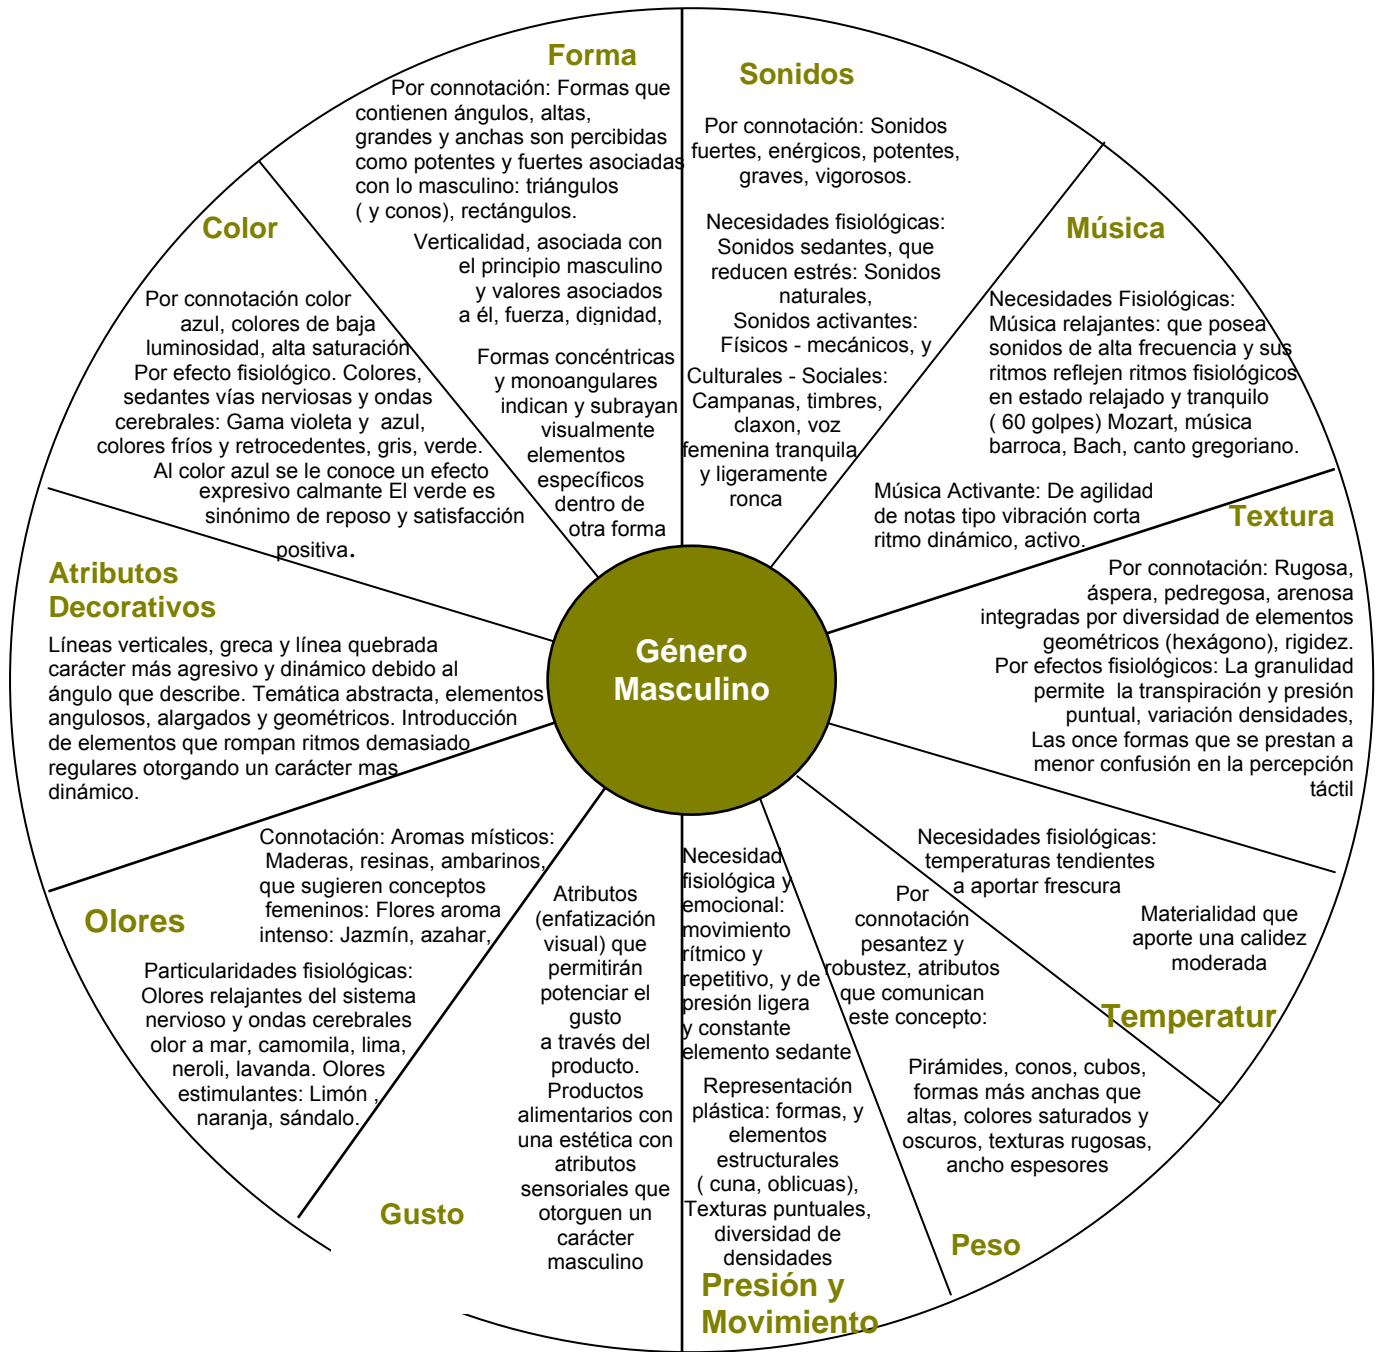 Forma
Por connotación: Formas que
contienen ángulos, altas,
grandes y anchas son percibidas
como potentes y fuertes asociadas
con lo masculino: triángulos
( y conos), rectángulos.
Verticalidad, asociada con
el principio masculino
y valores asociados
a él, fuerza, dignidad,
Formas concéntricas
y monoangulares
indican y subrayan
visualmente
elementos
específicos
dentro de
otra forma
Sonidos
Por connotación: Sonidos
fuertes, enérgicos, potentes,
graves, vigorosos.
Necesidades fisiológicas:
Sonidos sedantes, que
reducen estrés: Sonidos
naturales,
Sonidos activantes:
Físicos - mecánicos, y
Culturales - Sociales:
Campanas, timbres,
claxon, voz
femenina tranquila
y ligeramente
ronca
Música
Necesidades Fisiológicas:
Música relajantes: que posea
sonidos de alta frecuencia y sus
ritmos reflejen ritmos fisiológicos
en estado relajado y tranquilo
( 60 golpes) Mozart, música
barroca, Bach, canto gregoriano.
Música Activante: De agilidad
de notas tipo vibración corta
ritmo dinámico, activo.
Textura
Por connotación: Rugosa,
áspera, pedregosa, arenosa
integradas por diversidad de elementos
geométricos (hexágono), rigidez.
Por efectos fisiológicos: La granulidad
permite la transpiración y presión
puntual, variación densidades,
Las once formas que se prestan a
menor confusión en la percepción
táctil
Necesidades fisiológicas:
temperaturas tendientes
a aportar frescura
Materialidad que
aporte una calidez
moderada
Temperatur
Por
connotación
pesantez y
robustez, atributos
que comunican
este concepto:
Pirámides, conos, cubos,
formas más anchas que
altas, colores saturados y
oscuros, texturas rugosas,
ancho espesores
Peso
Necesidad
fisiológica y
emocional:
movimiento
rítmico y
repetitivo, y de
presión ligera
y constante
elemento sedante
Representación
plástica: formas, y
elementos
estructurales
( cuna, oblicuas),
Texturas puntuales,
diversidad de
densidades
Presión y
Movimiento
Atributos
(enfatización
visual) que
permitirán
potenciar el
gusto
a través del
producto.
Productos
alimentarios con
una estética con
atributos
sensoriales que
otorguen un
carácter
masculino
Gusto
Connotación: Aromas místicos:
Maderas, resinas, ambarinos,
que sugieren conceptos
femeninos: Flores aroma
intenso: Jazmín, azahar,
Olores
Particularidades fisiológicas:
Olores relajantes del sistema
nervioso y ondas cerebrales
olor a mar, camomila, lima,
neroli, lavanda. Olores
estimulantes: Limón ,
naranja, sándalo.
Atributos
Decorativos
Líneas verticales, greca y línea quebrada
carácter más agresivo y dinámico debido al
ángulo que describe. Temática abstracta, elementos
angulosos, alargados y geométricos. Introducción
de elementos que rompan ritmos demasiado
regulares otorgando un carácter mas
dinámico.
Color
Por connotación color
azul, colores de baja
luminosidad, alta saturación
Por efecto fisiológico. Colores,
sedantes vías nerviosas y ondas
cerebrales: Gama violeta y azul,
colores fríos y retrocedentes, gris, verde.
Al color azul se le conoce un efecto
expresivo calmante El verde es
sinónimo de reposo y satisfacción
positiva.
Género
Masculino